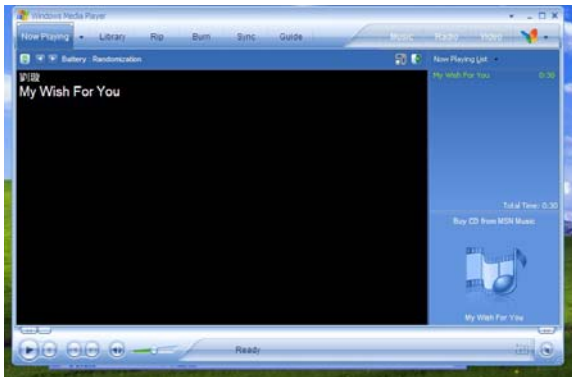 Windows Media Player
Now Playing
Library
Rip
Burn
Sync
Guide
Music
Radio
Video
Battery : Randomization
Now Playing List
My Wish For You
My Wish For You 0:30
Total Time: 0:30
Buy CD from MSN Music
My Wish For You
Ready